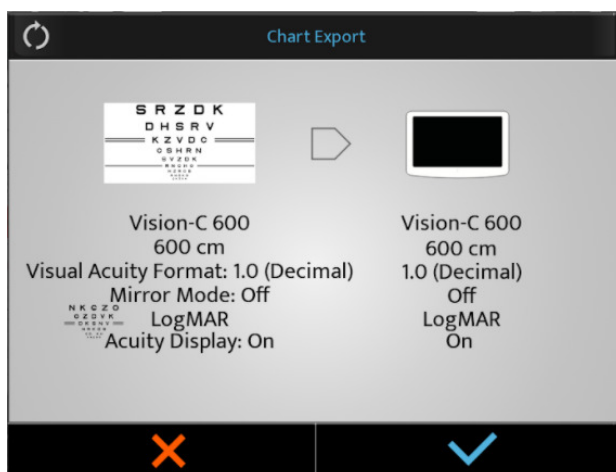 Chart Export
S R Z D K
D H S R V
K Z V D C
O S H R N
S V Z D K
Vision-C 600
600 cm
Visual Acuity Format: 1.0 (Decimal)
Mirror Mode: Off
LogMAR
Acuity Display: On
N K C Z O
Vision-C 600
600 cm
1.0 (Decimal)
Off
LogMAR
On